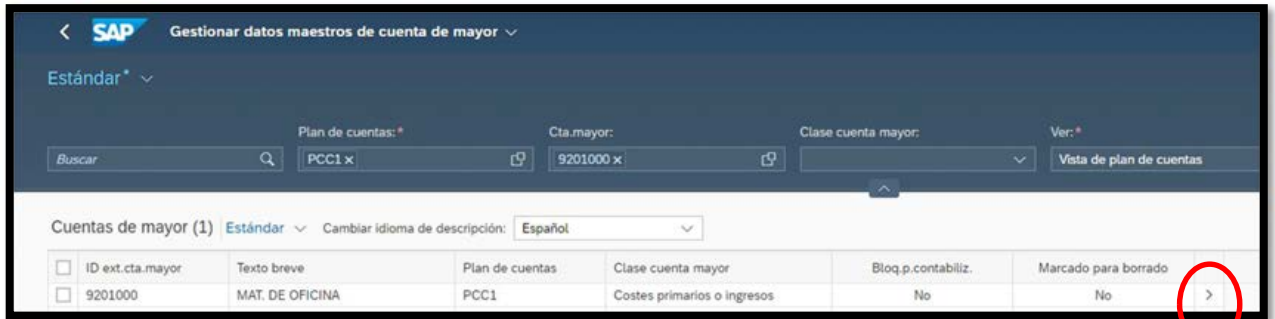 SAP Gestionar datos maestros de cuenta de mayor
Estándar*
Plan de cuentas:* Cta.mayor: Clase cuenta mayor: Ver:*
Buscar PCC1 x 9201000 x Vista de plan de cuentas
Cuentas de mayor (1) Estándar Cambiar idioma de descripción: Español
ID ext.cta.mayor Texto breve Plan de cuentas Clase cuenta mayor Bloq.p.contabiliz. Marcado para borrado
9201000 MAT. DE OFICINA PCC1 Costes primarios o ingresos No No